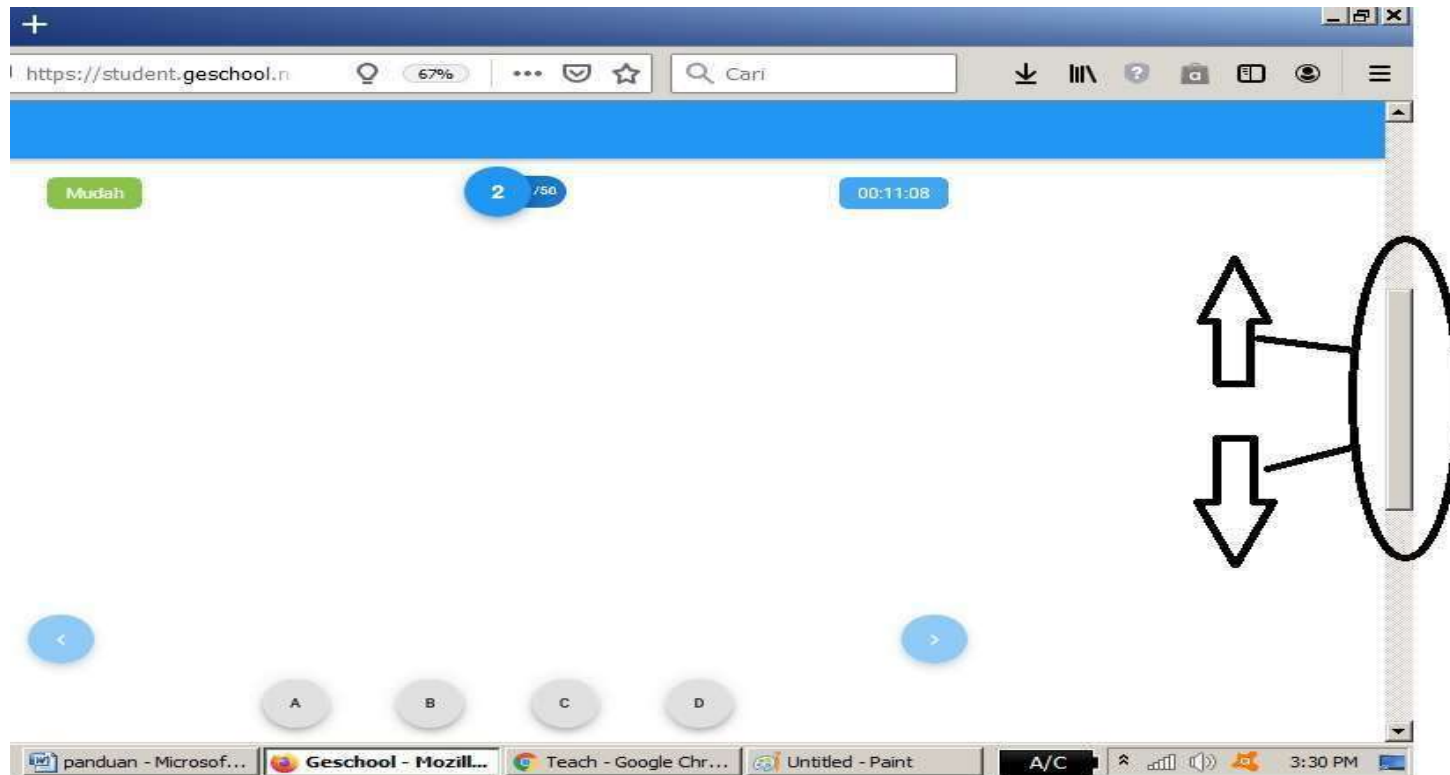 +
https://student.geschool.n 67% ... Cari
Mudah 2 /50 00:11:08
< >
A B C D
panduan - Microsof... Geschool - Mozill... Teach - Google Chr... Untitled - Paint A/C 3:30 PM